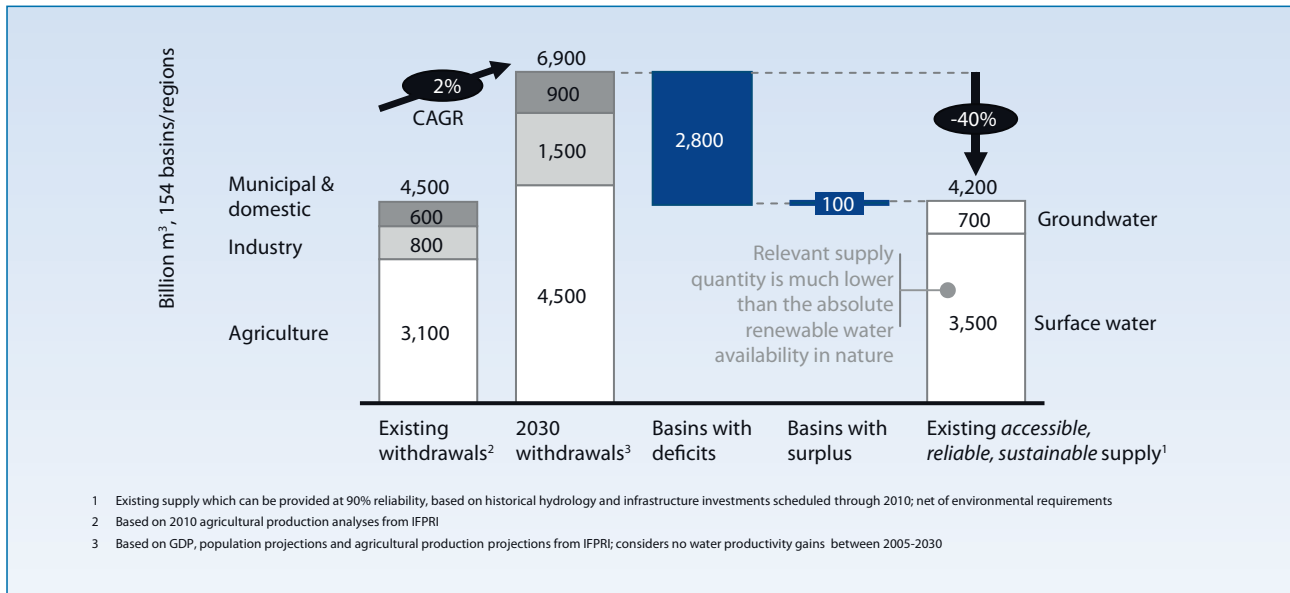 Billion m³, 154 basins/regions
2%
CAGR
6,900
900
1,500
4,500
2,800
-40%
Municipal &
domestic
4,500
600
Industry
800
Agriculture
3,100
100
4,200
700
Groundwater
Relevant supply
quantity is much lower
than the absolute
renewable water
availability in nature
3,500
Surface water
Existing
withdrawals²
2030
withdrawals³
Basins with
deficits
Basins with
surplus
Existing accessible,
reliable, sustainable supply¹
1 Existing supply which can be provided at 90% reliability, based on historical hydrology and infrastructure investments scheduled through 2010; net of environmental requirements
2 Based on 2010 agricultural production analyses from IFPRI
3 Based on GDP, population projections and agricultural production projections from IFPRI; considers no water productivity gains between 2005-2030